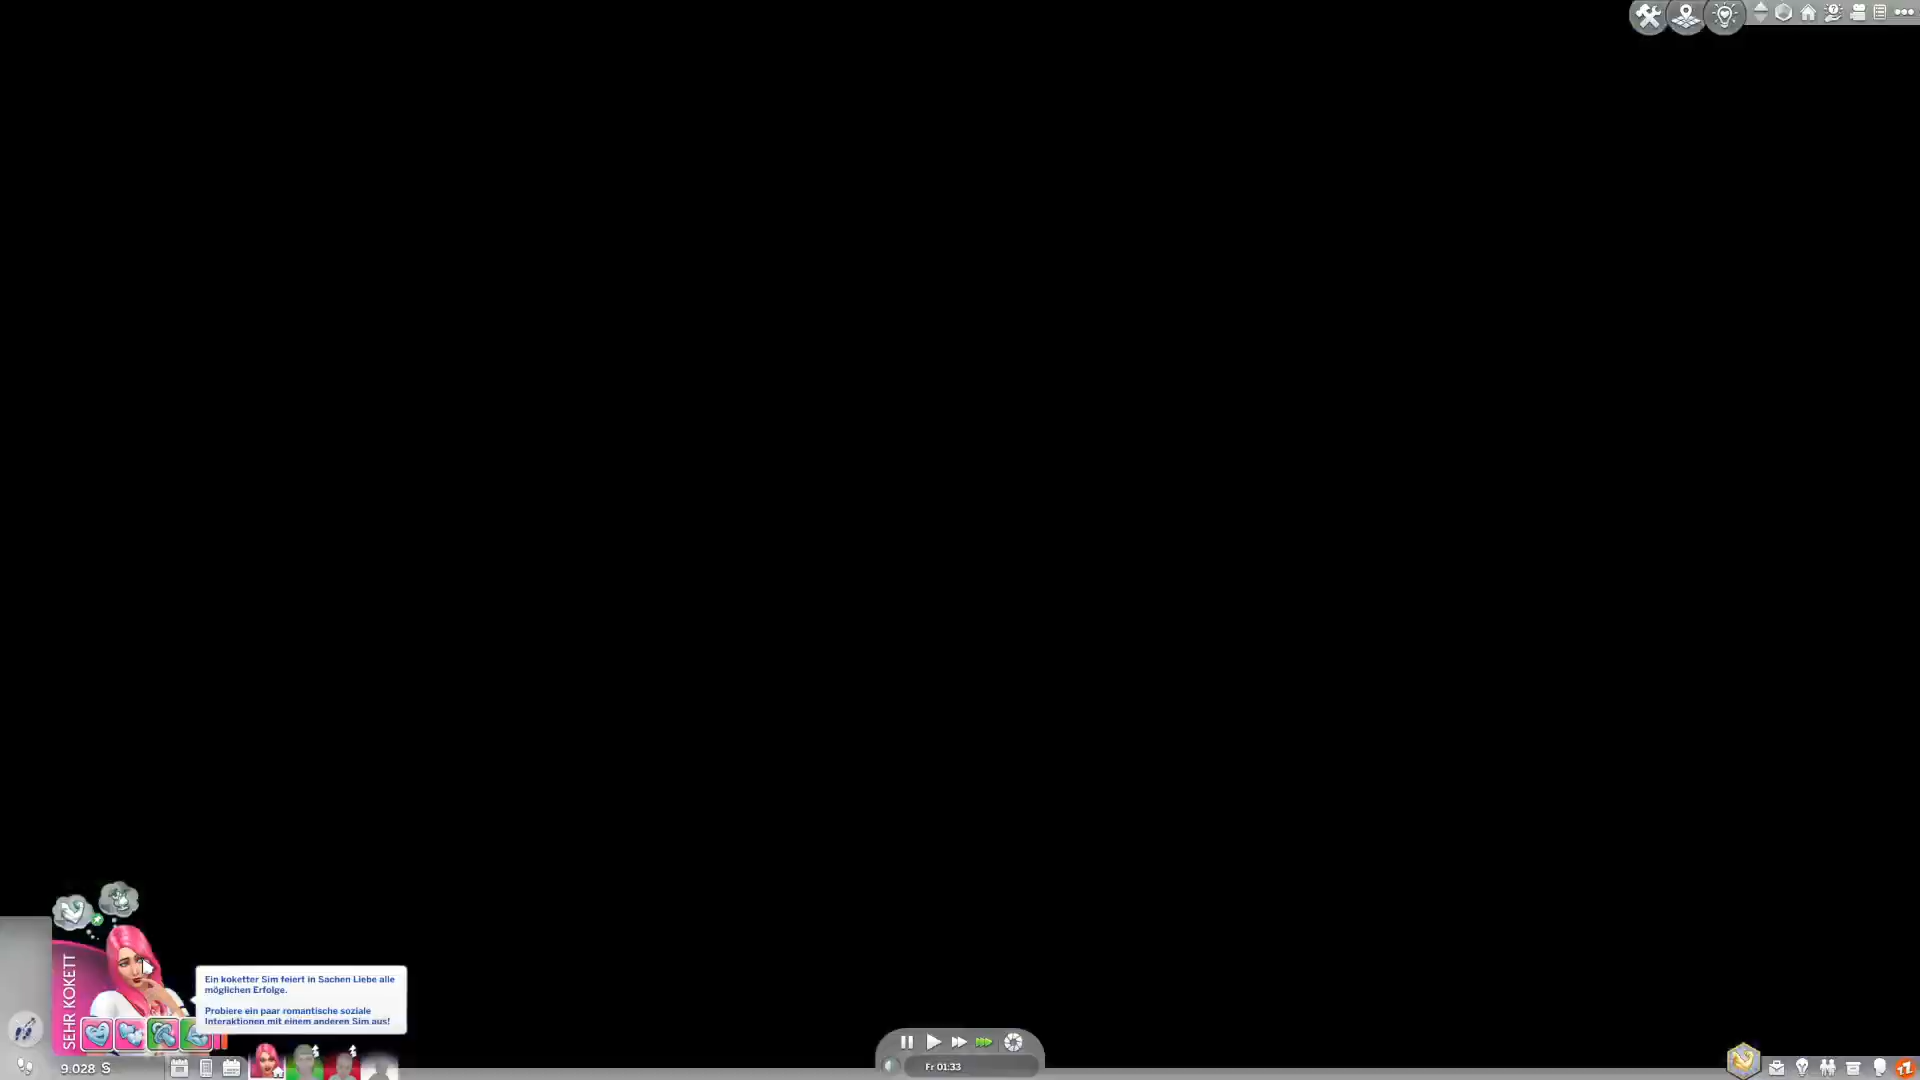 SEHR KOKETT
Ein koketter Sim feiert in Sachen Liebe alle
möglichen Erfolge.
Probiere ein paar romantische soziale
Interaktionen mit einem anderen Sim aus!
9.028 S
Fr 01:33